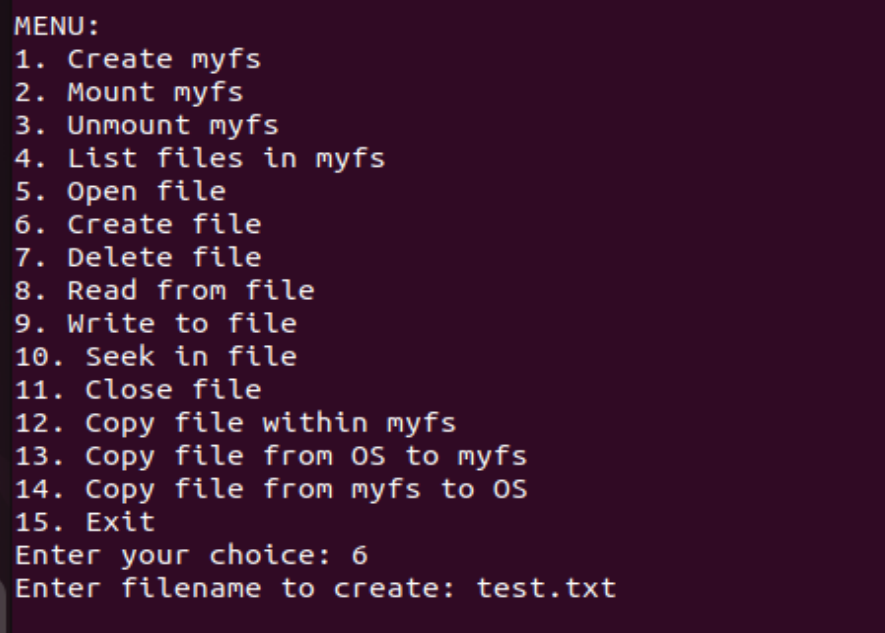 MENU:
1. Create myfs
2. Mount myfs
3. Unmount myfs
4. List files in myfs
5. Open file
6. Create file
7. Delete file
8. Read from file
9. Write to file
10. Seek in file
11. Close file
12. Copy file within myfs
13. Copy file from OS to myfs
14. Copy file from myfs to OS
15. Exit
Enter your choice: 6
Enter filename to create: test.txt